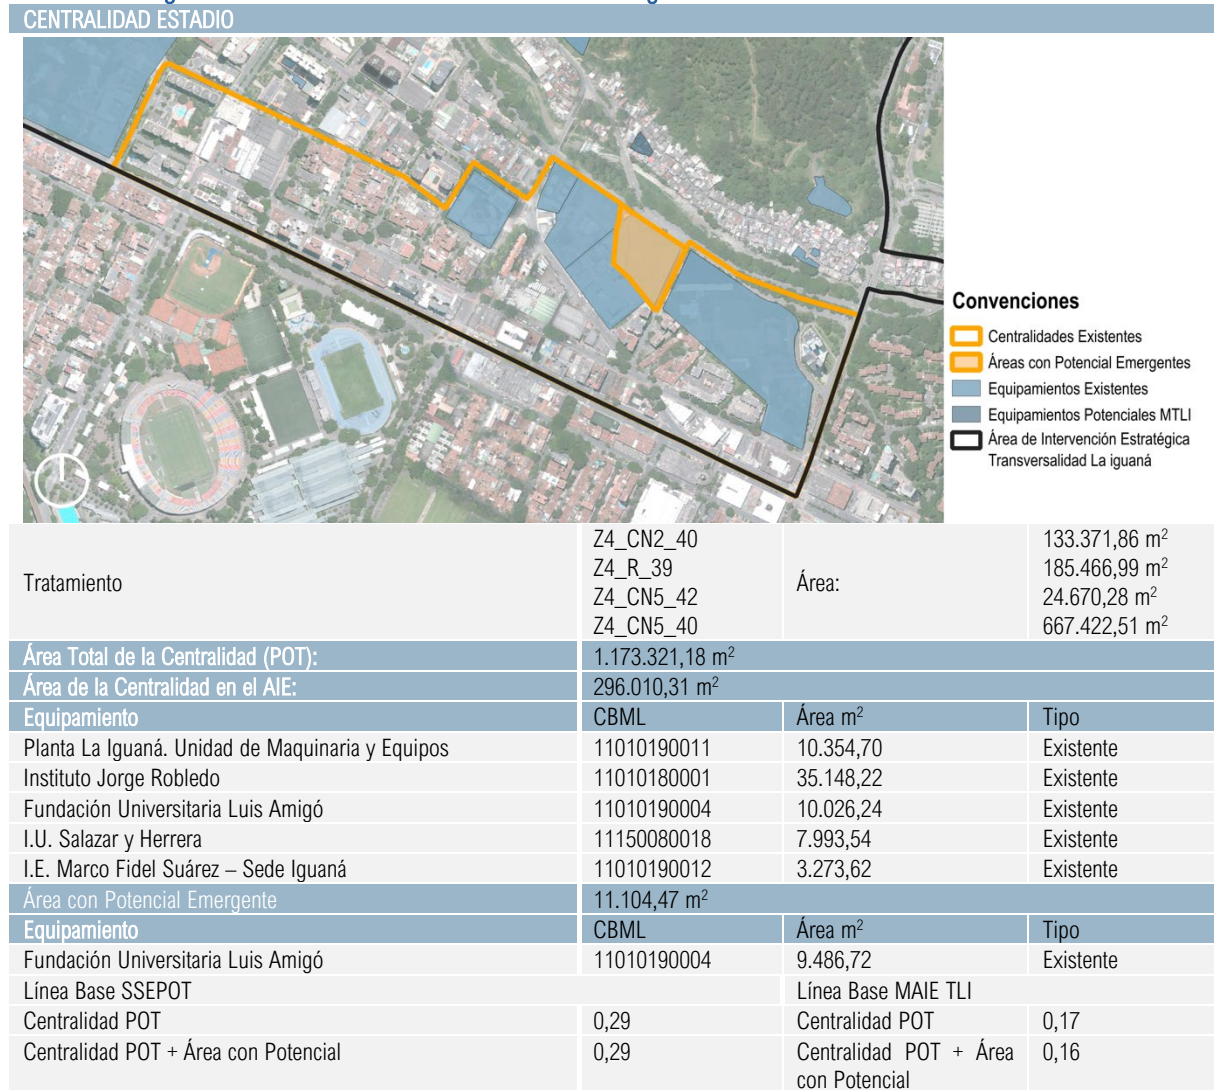 CENTRALIDAD ESTADIO
Convenciones
Centralidades Existentes
Áreas con Potencial Emergentes
Equipamientos Existentes
Equipamientos Potenciales MTLI
Área de Intervención Estratégica
Transversalidad La iguaná
Tratamiento
Z4_CN2_40
Z4_R_39
Z4_CN5_42
Z4_CN5_40
Área:
133.371,86 m²
185.466,99 m²
24.670,28 m²
667.422,51 m²
Área Total de la Centralidad (POT): 1.173.321,18 m²
Área de la Centralidad en el AIE: 296.010,31 m²
Equipamiento CBML Área m² Tipo
Planta La Iguaná. Unidad de Maquinaria y Equipos 11010190011 10.354,70 Existente
Instituto Jorge Robledo 11010180001 35.148,22 Existente
Fundación Universitaria Luis Amigó 11010190004 10.026,24 Existente
I.U. Salazar y Herrera 11150080018 7.993,54 Existente
I.E. Marco Fidel Suárez – Sede Iguaná 11010190012 3.273,62 Existente
Área con Potencial Emergente 11.104,47 m²
Equipamiento CBML Área m² Tipo
Fundación Universitaria Luis Amigó 11010190004 9.486,72 Existente
Línea Base SSEPOT Línea Base MAIE TLI
Centralidad POT 0,29 Centralidad POT 0,17
Centralidad POT + Área con Potencial 0,29 Centralidad POT + Área 0,16
con Potencial